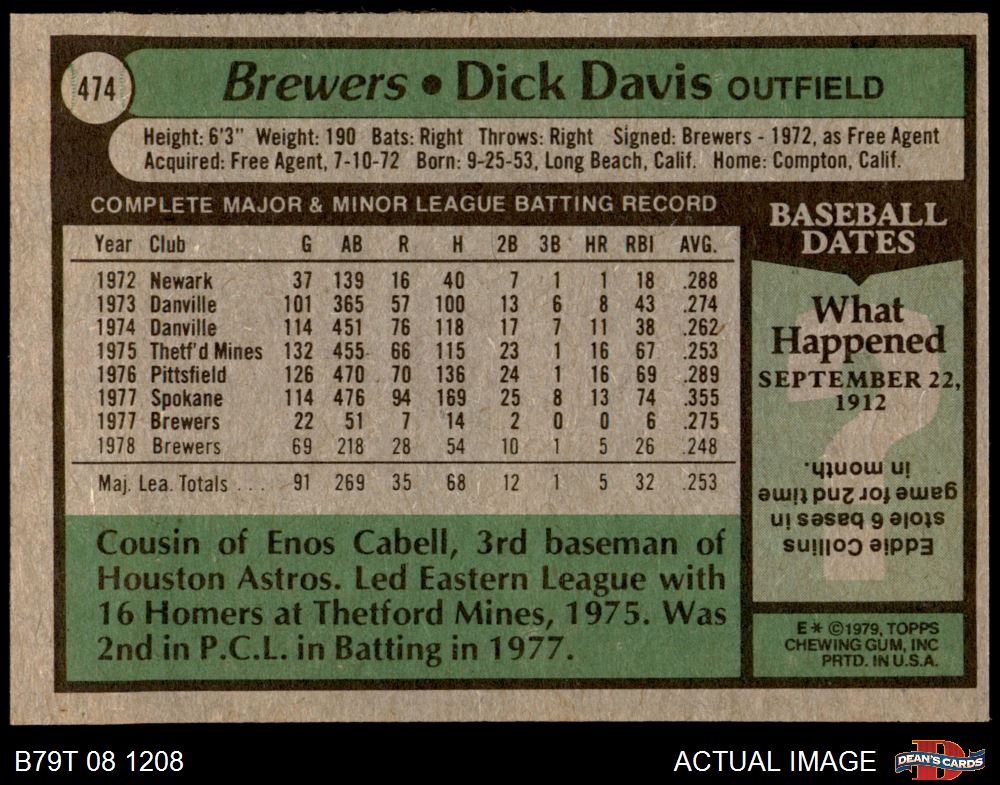 474
Brewers • Dick Davis OUTFIELD
Height: 6'3" Weight: 190 Bats: Right Throws: Right Signed: Brewers - 1972, as Free Agent
Acquired: Free Agent, 7-10-72 Born: 9-25-53, Long Beach, Calif. Home: Compton, Calif.
COMPLETE MAJOR & MINOR LEAGUE BATTING RECORD
Year Club G AB R H 2B 3B HR RBI AVG.
1972 Newark 37 139 16 40 7 1 1 18 .288
1973 Danville 101 365 57 100 13 6 8 43 .274
1974 Danville 114 451 76 118 17 7 11 38 .262
1975 Thetf'd Mines 132 455 66 115 23 1 16 67 .253
1976 Pittsfield 126 470 70 136 24 1 16 69 .289
1977 Spokane 114 476 94 169 25 8 13 74 .355
1977 Brewers 22 51 7 14 2 0 0 6 .275
1978 Brewers 69 218 28 54 10 1 5 26 .248
Maj. Lea. Totals . . . 91 269 35 68 12 1 5 32 .253
Cousin of Enos Cabell, 3rd baseman of
Houston Astros. Led Eastern League with
16 Homers at Thetford Mines, 1975. Was
2nd in P.C.L. in Batting in 1977.
BASEBALL
DATES
What
Happened
SEPTEMBER 22,
1912
?
Eddie Collins
stole 6 bases in
game for 2nd time
in month.
E* ©1979, TOPPS
CHEWING GUM, INC
PRTD. IN U.S.A.
B79T 08 1208
ACTUAL IMAGE
D
DEAN'S CARDS